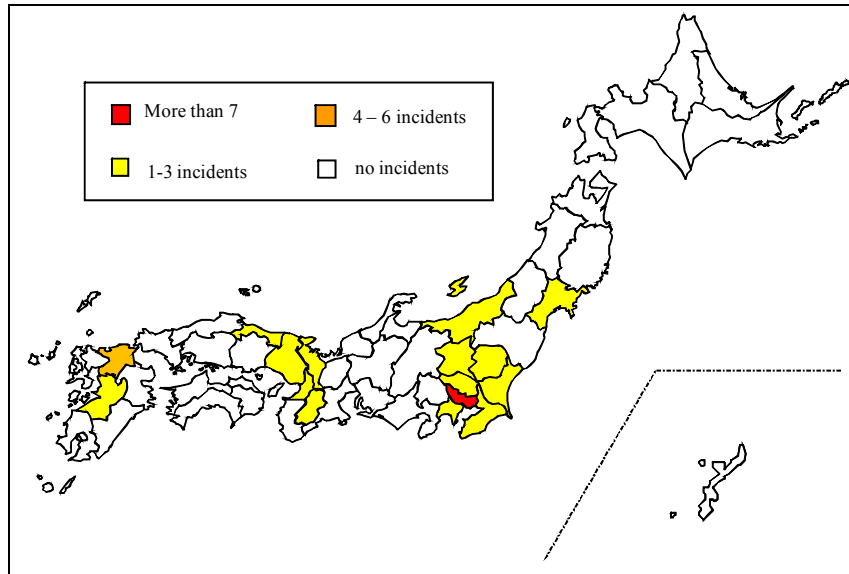 More than 7
4 – 6 incidents
1-3 incidents
no incidents